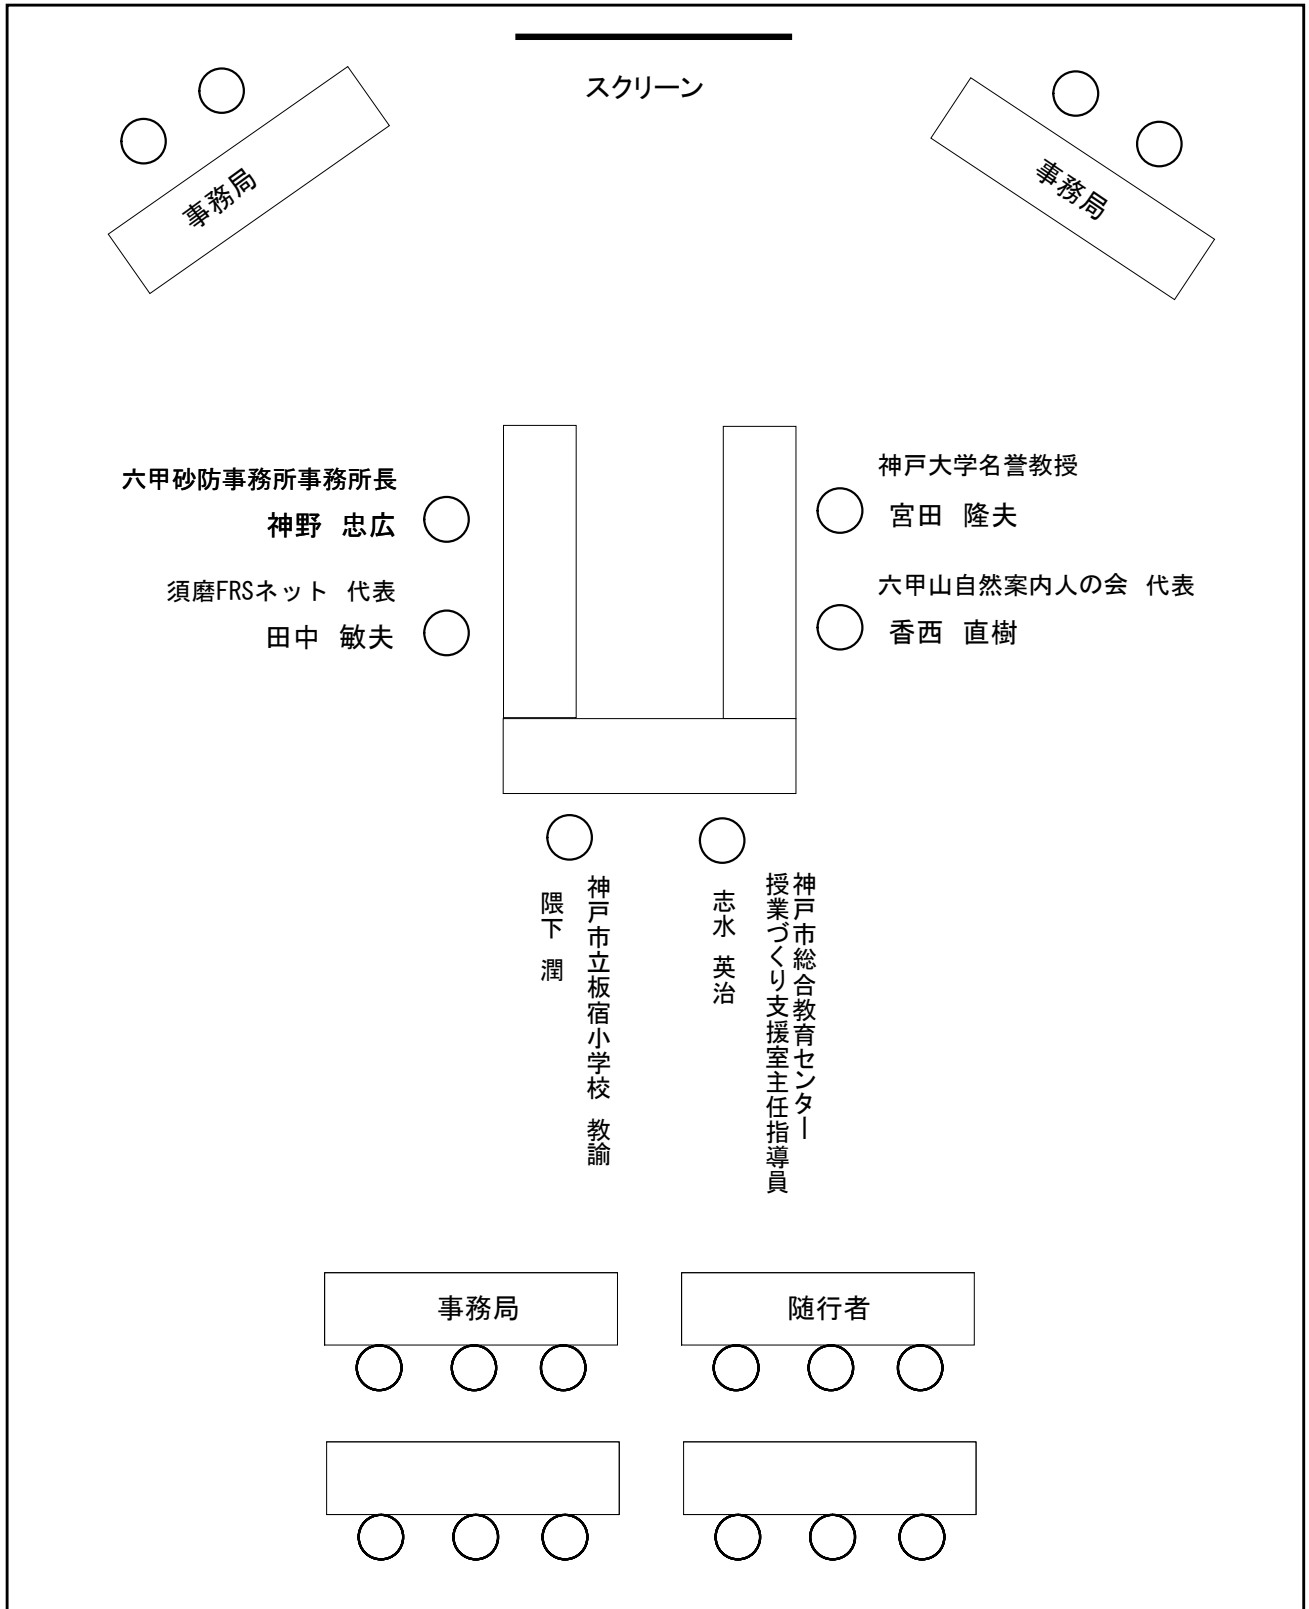 スクリーン
事務局
事務局
六甲砂防事務所事務所長
神野　忠広
須磨FRSネット　代表
田中　敏夫
神戸大学名誉教授
宮田　隆夫
六甲山自然案内人の会　代表
香西　直樹
神戸市立板宿小学校　教諭
隈下　潤
神戸市総合教育センター
授業づくり支援室主任指導員
志水　英治
事務局
随行者